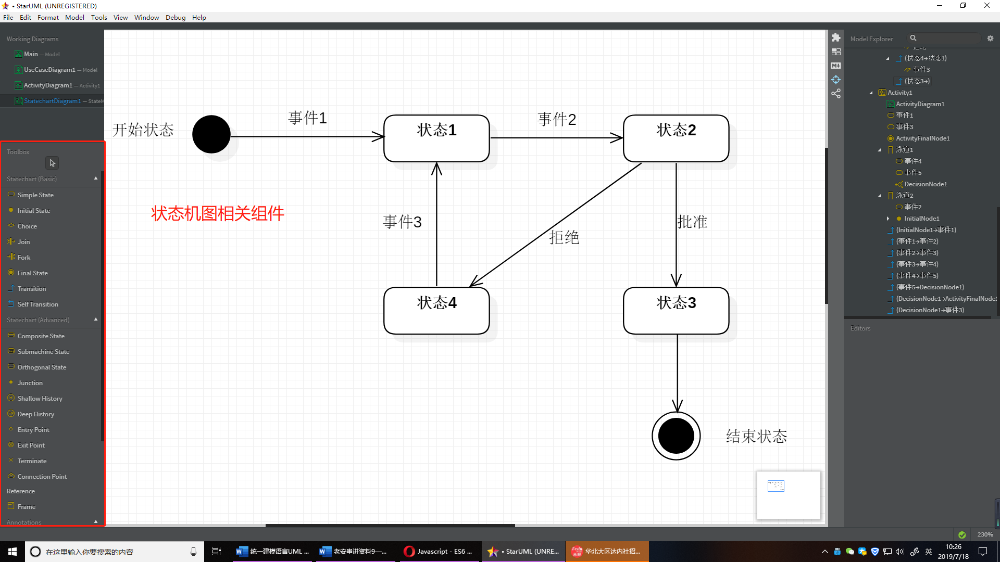 • StarUML (UNREGISTERED)
File Edit Format Model Tools View Window Debug Help
Working Diagrams
Main — Model
UseCaseDiagram1 — Model
ActivityDiagram1 — Activity1
StatechartDiagram1 — StateM
Toolbox
Statechart (Basic)
Simple State
Initial State
Choice
Join
Fork
Final State
Transition
Self Transition
Statechart (Advanced)
Composite State
Submachine State
Orthogonal State
Junction
Shallow History
Deep History
Entry Point
Exit Point
Terminate
Connection Point
Reference
Frame
Annotations
开始状态
事件1
状态1
事件2
状态2
状态机图相关组件
事件3
拒绝
批准
状态4
状态3
结束状态
Model Explorer
(状态4→状态1)
事件3
(状态3→)
Activity1
ActivityDiagram1
事件1
事件3
ActivityFinalNode1
泳道1
事件4
事件5
DecisionNode1
泳道2
事件2
InitialNode1
(InitialNode1→事件1)
(事件1→事件2)
(事件2→事件3)
(事件3→事件4)
(事件4→事件5)
(事件5→DecisionNode1)
(DecisionNode1→ActivityFinalNode1
(DecisionNode1→事件3)
Editors
230%
在这里输入你要搜索的内容
统一建模语言UML ...
老安串讲资料9—...
Javascript - ES6 ...
• StarUML (UNRE...
华北大区达内社招...
英
10:26
2019/7/18